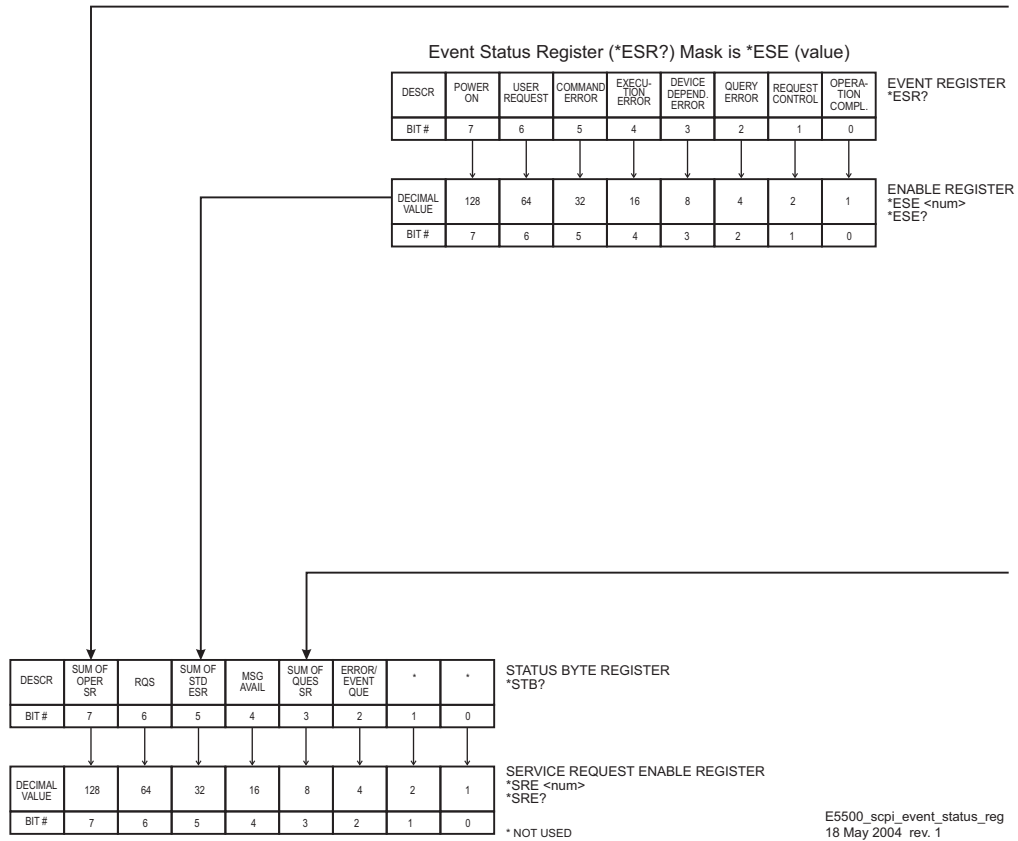 Event Status Register (*ESR?) Mask is *ESE (value)
DESCR POWER ON USER REQUEST COMMAND ERROR EXECU-TION ERROR DEVICE DEPEND. ERROR QUERY ERROR REQUEST CONTROL OPERA-TION COMPL.
EVENT REGISTER
*ESR?
BIT # 7 6 5 4 3 2 1 0
DECIMAL VALUE 128 64 32 16 8 4 2 1
ENABLE REGISTER
*ESE <num>
*ESE?
BIT # 7 6 5 4 3 2 1 0
DESCR SUM OF OPER SR RQS SUM OF STD ESR MSG AVAIL SUM OF QUES SR ERROR/ EVENT QUE * *
STATUS BYTE REGISTER
*STB?
BIT # 7 6 5 4 3 2 1 0
DECIMAL VALUE 128 64 32 16 8 4 2 1
SERVICE REQUEST ENABLE REGISTER
*SRE <num>
*SRE?
BIT # 7 6 5 4 3 2 1 0
* NOT USED
E5500_scpi_event_status_reg
18 May 2004 rev. 1